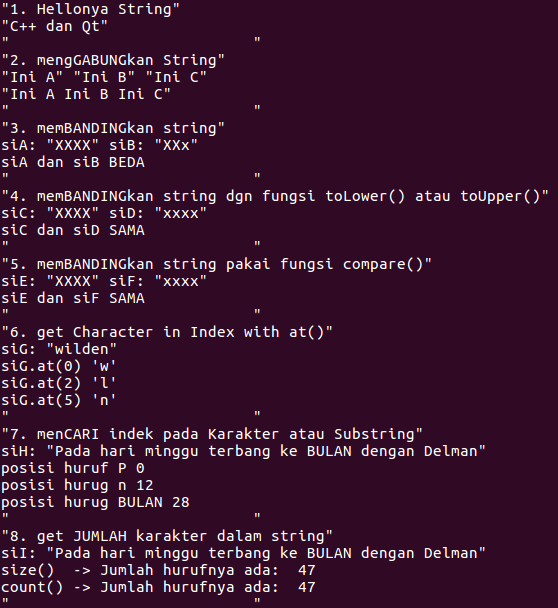 "1. Hellonya String"
"C++ dan Qt"
"                            "
"2. mengGABUNGkan String"
"Ini A" "Ini B" "Ini C"
"Ini A Ini B Ini C"
"                            "
"3. memBANDINGkan string"
siA: "XXXX" siB: "XXx"
siA dan siB BEDA
"                            "
"4. memBANDINGkan string dgn fungsi toLower() atau toUpper()"
siC: "XXXX" siD: "xxxx"
siC dan siD SAMA
"                            "
"5. memBANDINGkan string pakai fungsi compare()"
siE: "XXXX" siF: "xxxx"
siE dan siF SAMA
"                            "
"6. get Character in Index with at()"
siG: "wilden"
siG.at(0) 'w'
siG.at(2) 'l'
siG.at(5) 'n'
"                            "
"7. menCARI indek pada Karakter atau Substring"
siH: "Pada hari minggu terbang ke BULAN dengan Delman"
posisi huruf P 0
posisi hurug n 12
posisi hurug BULAN 28
"                            "
"8. get JUMLAH karakter dalam string"
siI: "Pada hari minggu terbang ke BULAN dengan Delman"
size()  -> Jumlah hurufnya ada:  47
count() -> Jumlah hurufnya ada:  47
"                            "